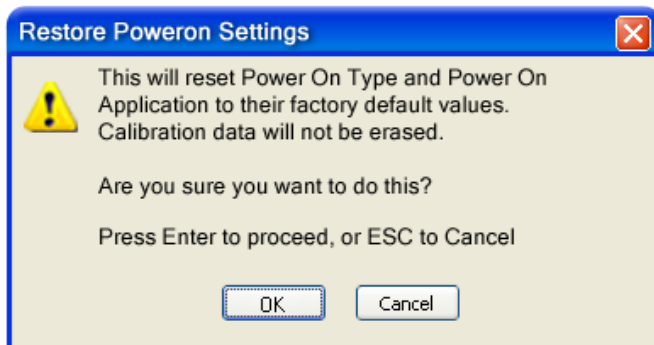 Restore Poweron Settings
This will reset Power On Type and Power On
Application to their factory default values.
Calibration data will not be erased.
Are you sure you want to do this?
Press Enter to proceed, or ESC to Cancel
OK
Cancel